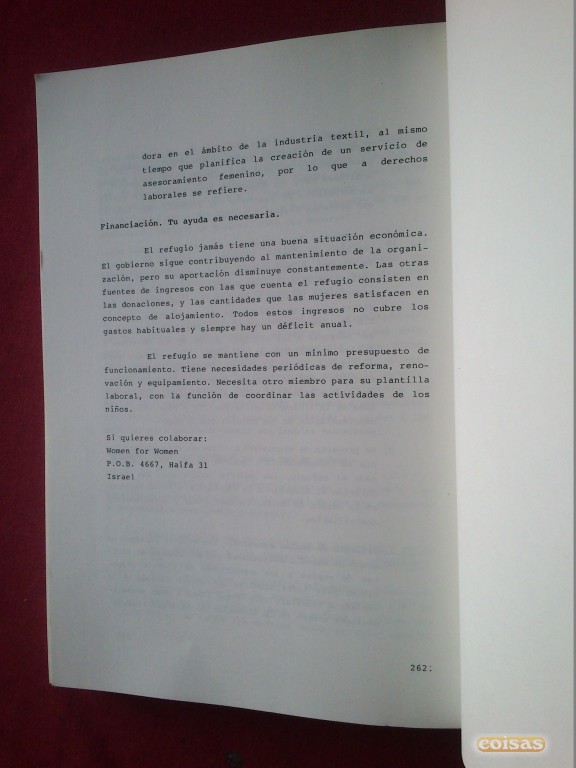 dora en el ámbito de la industria textil, al mismo
tiempo que planifica la creación de un servicio de
asesoramiento femenino, por lo que a derechos
laborales se refiere.
Financiación. Tu ayuda es necesaria.
El refugio jamás tiene una buena situación económica.
El gobierno sigue contribuyendo al mantenimiento de la organi-
zación, pero su aportación disminuye constantemente. Las otras
fuentes de ingresos con las que cuenta el refugio consisten en
las donaciones, y las cantidades que las mujeres satisfacen en
concepto de alojamiento. Todos estos ingresos no cubre los
gastos habituales y siempre hay un déficit anual.
El refugio se mantiene con un mínimo presupuesto de
funcionamiento. Tiene necesidades periódicas de reforma, reno-
vación y equipamiento. Necesita otro miembro para su plantilla
laboral, con la función de coordinar las actividades de los
niños.
Si quieres colaborar:
Women for Women
P.O.B. 4667, Haifa 31
Israel
262.
coisas